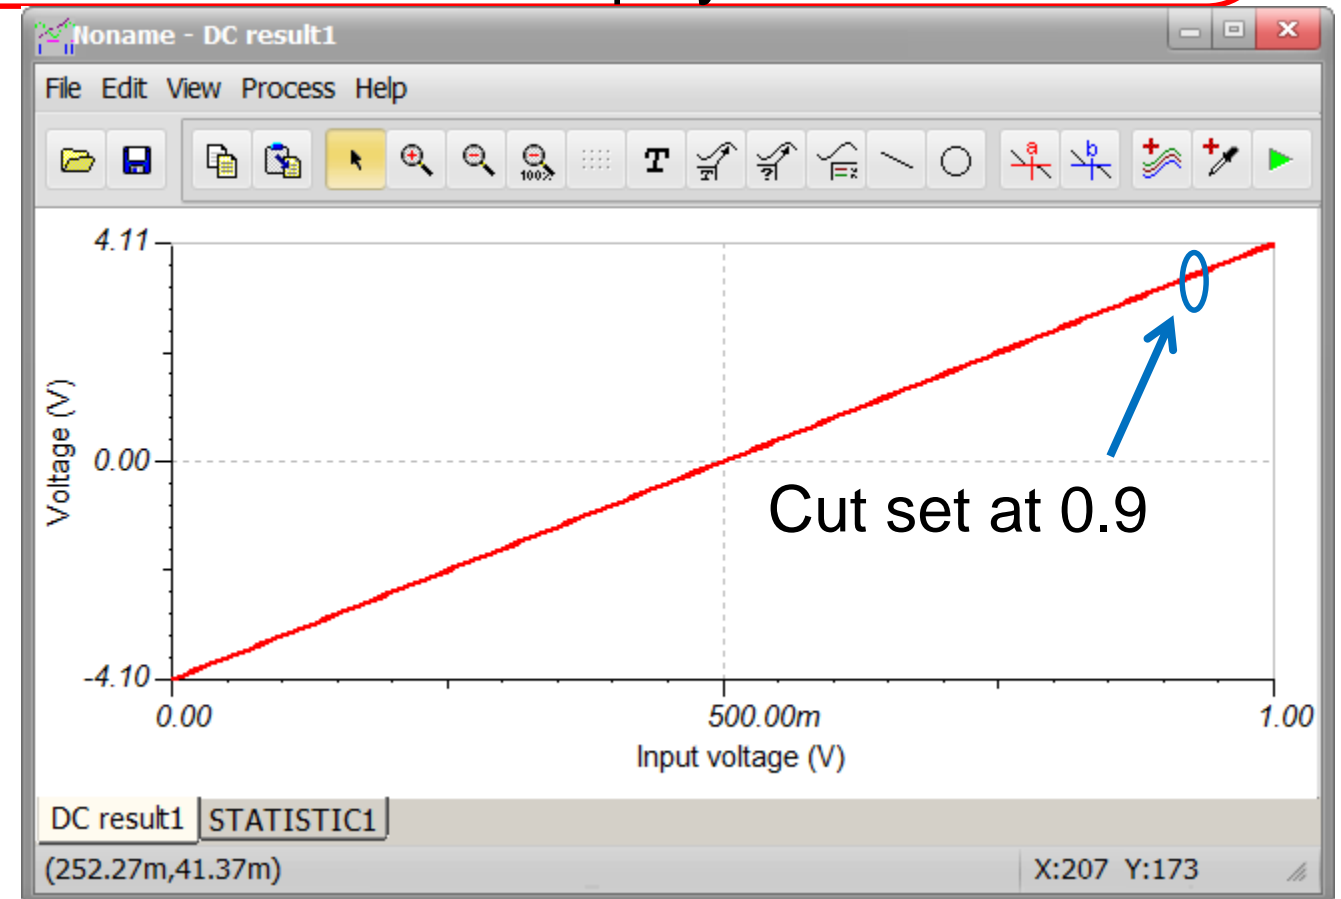 Noname - DC result1
File Edit View Process Help
100%
T
T
?
a
b
4.11
0.00
-4.10
Voltage (V)
Cut set at 0.9
0.00 500.00m 1.00
Input voltage (V)
DC result1 STATISTIC1
(252.27m,41.37m) X:207 Y:173